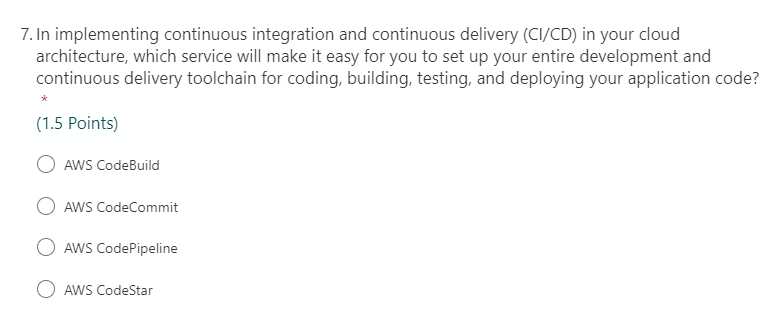 7. In implementing continuous integration and continuous delivery (CI/CD) in your cloud
architecture, which service will make it easy for you to set up your entire development and
continuous delivery toolchain for coding, building, testing, and deploying your application code?
*
(1.5 Points)
AWS CodeBuild
AWS CodeCommit
AWS CodePipeline
AWS CodeStar